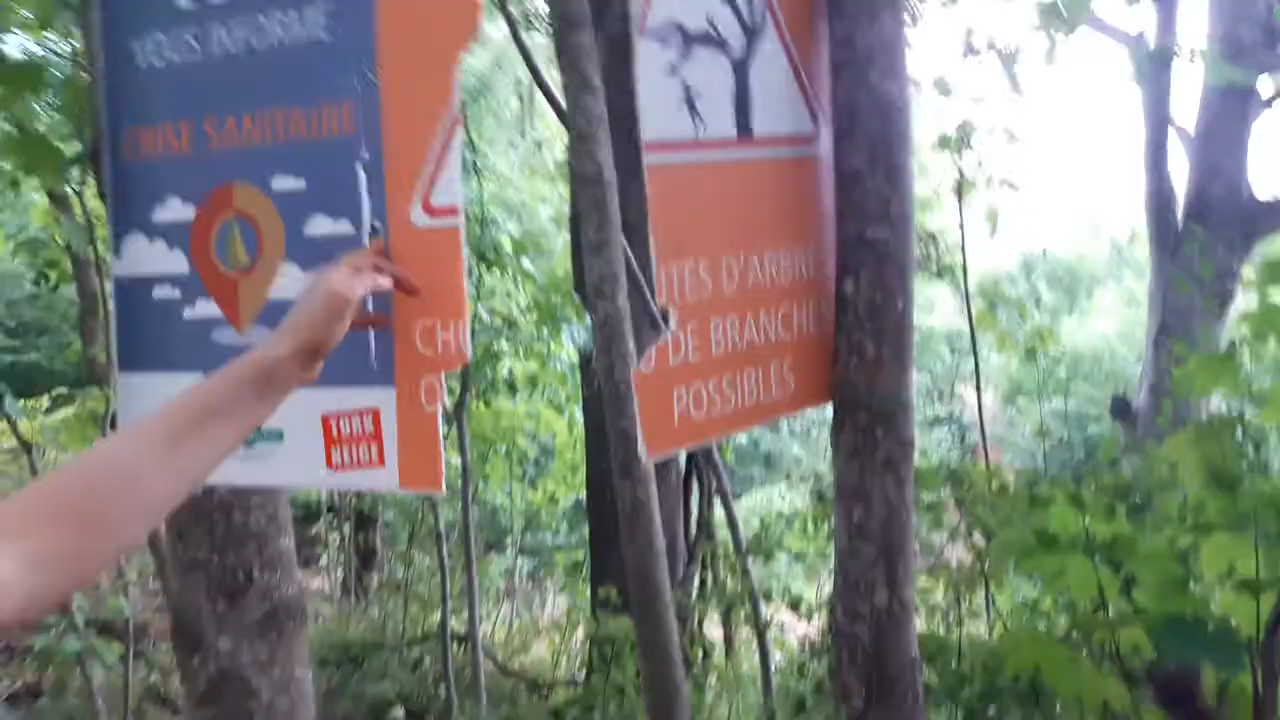 VOUS INFORME
CRISE SANITAIRE
TURK
NEIGE
CHU
O
UTES D'ARBRE
U DE BRANCHES
POSSIBLES